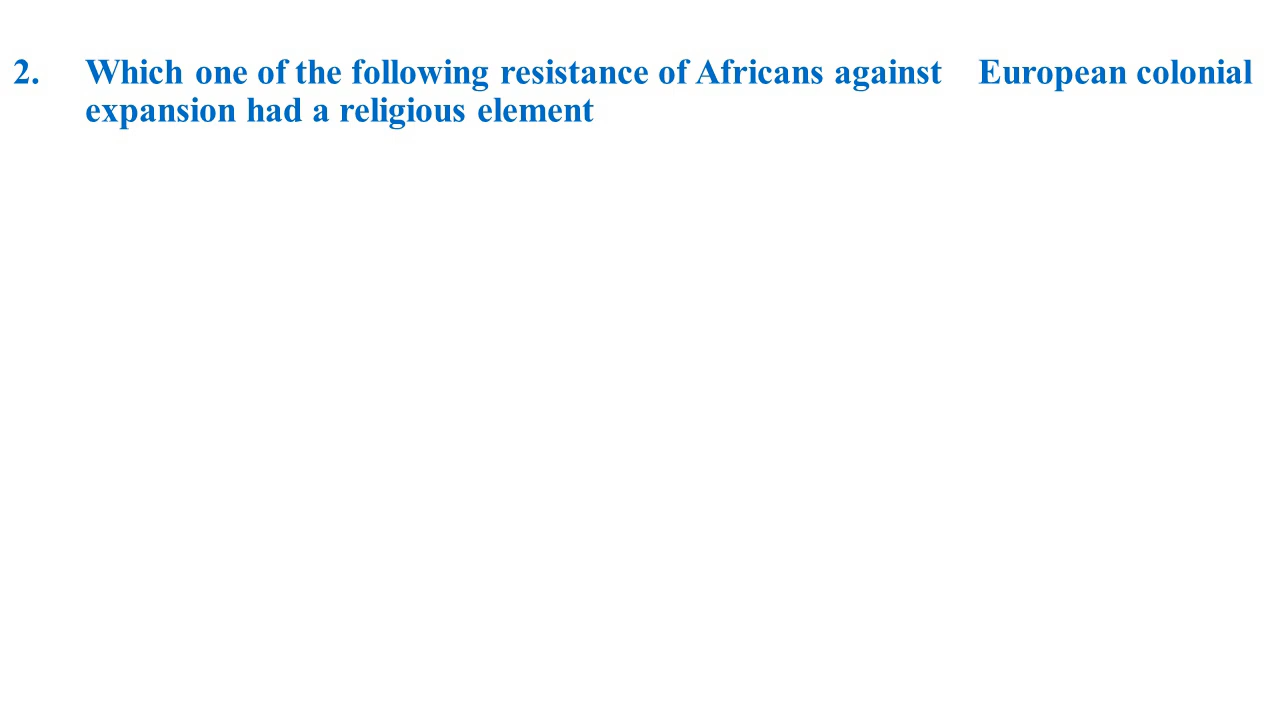 2. Which one of the following resistance of Africans against European colonial
expansion had a religious element